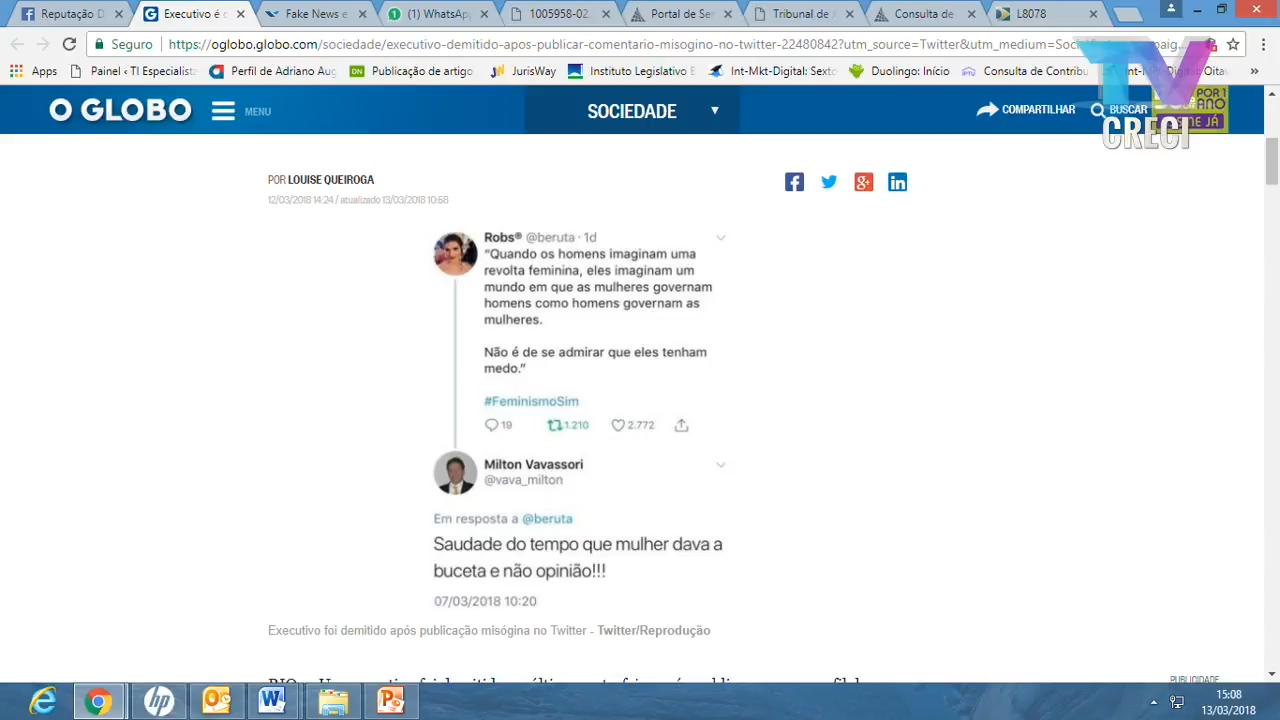 Reputação D
Executivo é
Fake News e
(1) WhatsAp
1005958-02
Portal de Se
Tribunal de
Consulta de
L8078
Seguro
https://oglobo.globo.com/sociedade/executivo-demitido-apos-publicar-comentario-misogino-no-twitter-22480842?utm_source=Twitter&utm_medium=Soci
Apps
Painel ‹ TI Especialist
Perfil de Adriano Aug
DN
Publicação de artigo
JurisWay
Instituto Legislativo E
Int-Mkt-Digital: Sexto
Duolingo: Início
Consulta de Contribu
»
TV
CRECI
O GLOBO
MENU
SOCIEDADE
COMPARTILHAR
BUSCAR
POR LOUISE QUEIROGA
12/03/2018 14:24 / atualizado 13/03/2018 10:58
Robs® @beruta · 1d
"Quando os homens imaginam uma
revolta feminina, eles imaginam um
mundo em que as mulheres governam
homens como homens governam as
mulheres.
Não é de se admirar que eles tenham
medo."
#FeminismoSim
19
1.210
2.772
Milton Vavassori
@vava_milton
Em resposta a @beruta
Saudade do tempo que mulher dava a
buceta e não opinião!!!
07/03/2018 10:20
Executivo foi demitido após publicação misógina no Twitter - Twitter/Reprodução
PUBLICIDADE
15:08
13/03/2018